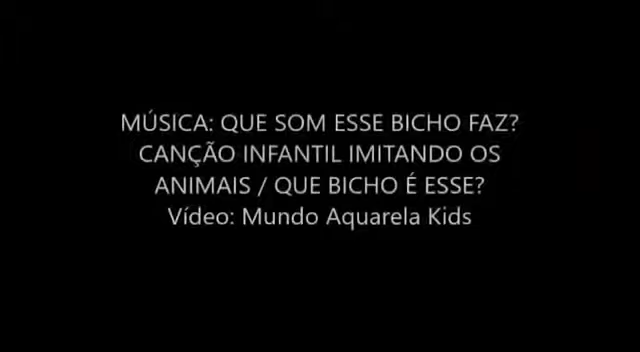 MÚSICA: QUE SOM ESSE BICHO FAZ?
CANÇÃO INFANTIL IMITANDO OS
ANIMAIS / QUE BICHO É ESSE?
Vídeo: Mundo Aquarela Kids